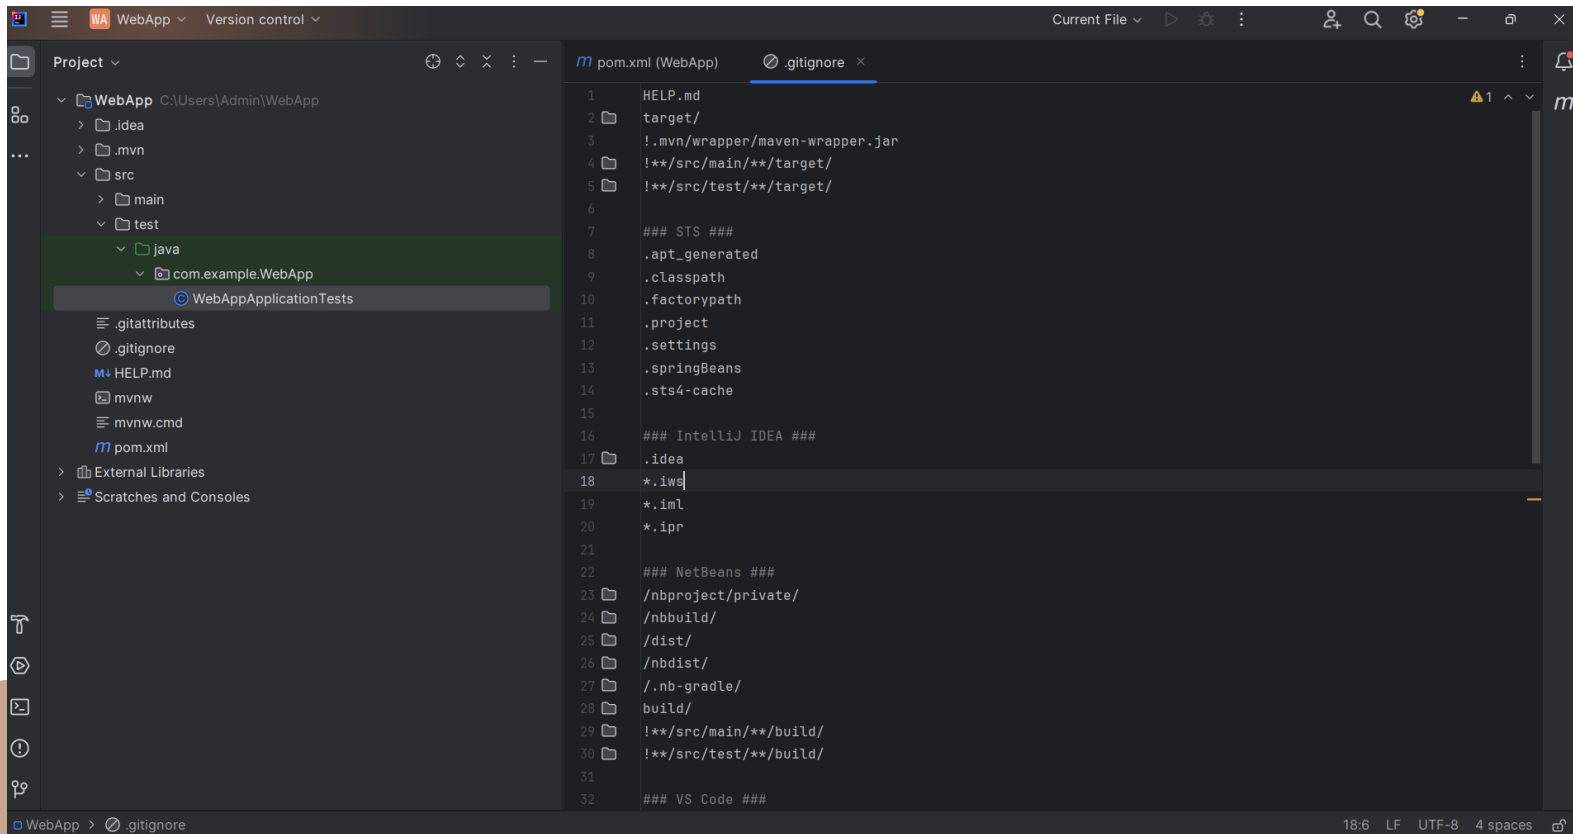 WA WebApp Version control Current File
Project
WebApp C:\Users\Admin\WebApp
.idea
.mvn
src
main
test
java
com.example.WebApp
WebAppApplicationTests
.gitattributes
.gitignore
M↓ HELP.md
mvnw
mvnw.cmd
m pom.xml
External Libraries
Scratches and Consoles
m pom.xml (WebApp) .gitignore
1 HELP.md
2 target/
3 !.mvn/wrapper/maven-wrapper.jar
4 !**/src/main/**/target/
5 !**/src/test/**/target/
6
7 ### STS ###
8 .apt_generated
9 .classpath
10 .factorypath
11 .project
12 .settings
13 .springBeans
14 .sts4-cache
15
16 ### IntelliJ IDEA ###
17 .idea
18 *.iws
19 *.iml
20 *.ipr
21
22 ### NetBeans ###
23 /nbproject/private/
24 /nbbuild/
25 /dist/
26 /nbdist/
27 /.nb-gradle/
28 build/
29 !**/src/main/**/build/
30 !**/src/test/**/build/
31
32 ### VS Code ###
1
m
WebApp > .gitignore
18:6 LF UTF-8 4 spaces